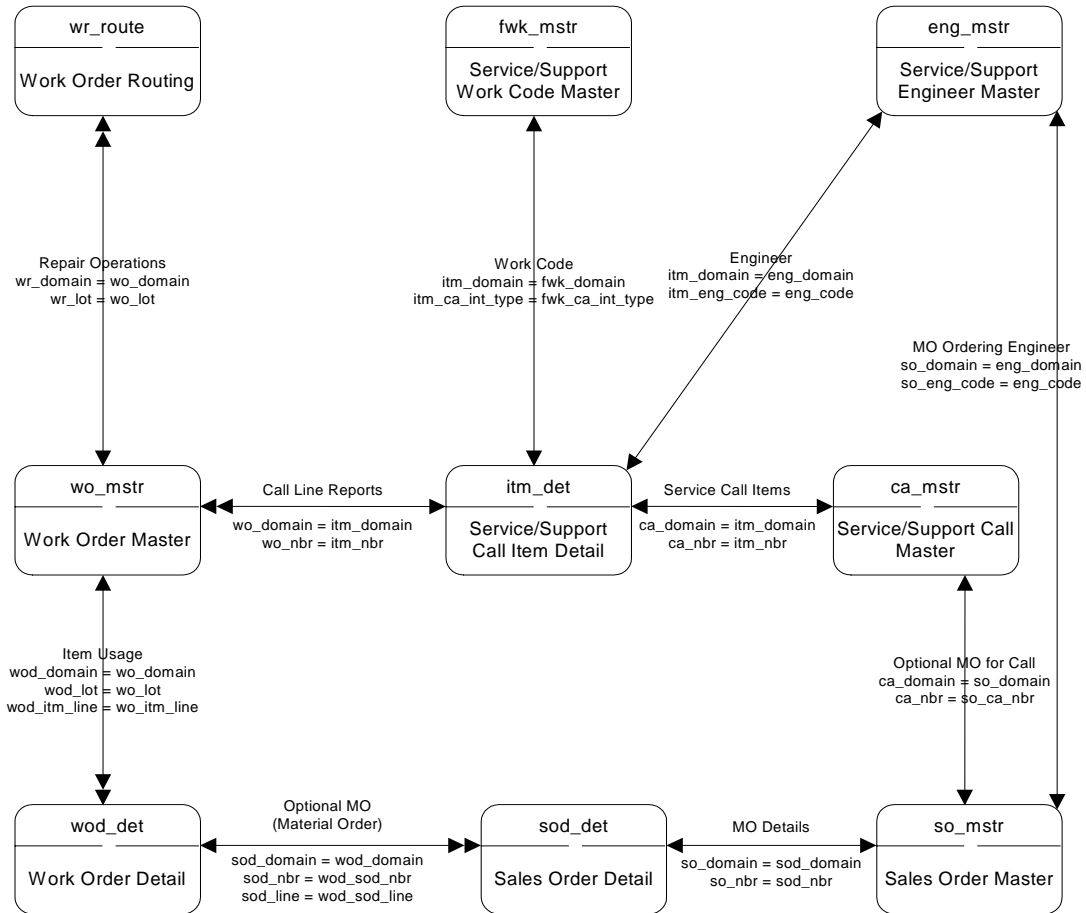 wr_route
Work Order Routing
fwk_mstr
Service/Support
Work Code Master
eng_mstr
Service/Support
Engineer Master
Repair Operations
wr_domain = wo_domain
wr_lot = wo_lot
Work Code
itm_domain = fwk_domain
itm_ca_int_type = fwk_ca_int_type
Engineer
itm_domain = eng_domain
itm_eng_code = eng_code
MO Ordering Engineer
so_domain = eng_domain
so_eng_code = eng_code
wo_mstr
Work Order Master
Call Line Reports
wo_domain = itm_domain
wo_nbr = itm_nbr
itm_det
Service/Support
Call Item Detail
Service Call Items
ca_domain = itm_domain
ca_nbr = itm_nbr
ca_mstr
Service/Support Call
Master
Item Usage
wod_domain = wo_domain
wod_lot = wo_lot
wod_itm_line = wo_itm_line
Optional MO for Call
ca_domain = so_domain
ca_nbr = so_ca_nbr
wod_det
Work Order Detail
Optional MO
(Material Order)
sod_domain = wod_domain
sod_nbr = wod_sod_nbr
sod_line = wod_sod_line
sod_det
Sales Order Detail
MO Details
so_domain = sod_domain
so_nbr = sod_nbr
so_mstr
Sales Order Master